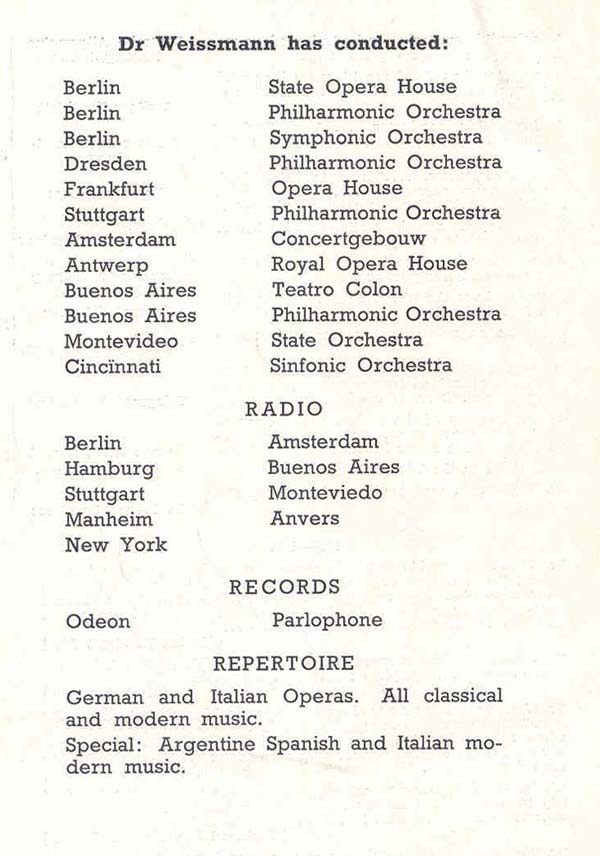 Dr Weissmann has conducted:
Berlin State Opera House
Berlin Philharmonic Orchestra
Berlin Symphonic Orchestra
Dresden Philharmonic Orchestra
Frankfurt Opera House
Stuttgart Philharmonic Orchestra
Amsterdam Concertgebouw
Antwerp Royal Opera House
Buenos Aires Teatro Colon
Buenos Aires Philharmonic Orchestra
Montevideo State Orchestra
Cincïnnati Sinfonic Orchestra
RADIO
Berlin Amsterdam
Hamburg Buenos Aires
Stuttgart Monteviedo
Manheim Anvers
New York
RECORDS
Odeon Parlophone
REPERTOIRE
German and Italian Operas. All classical
and modern music.
Special: Argentine Spanish and Italian mo-
dern music.